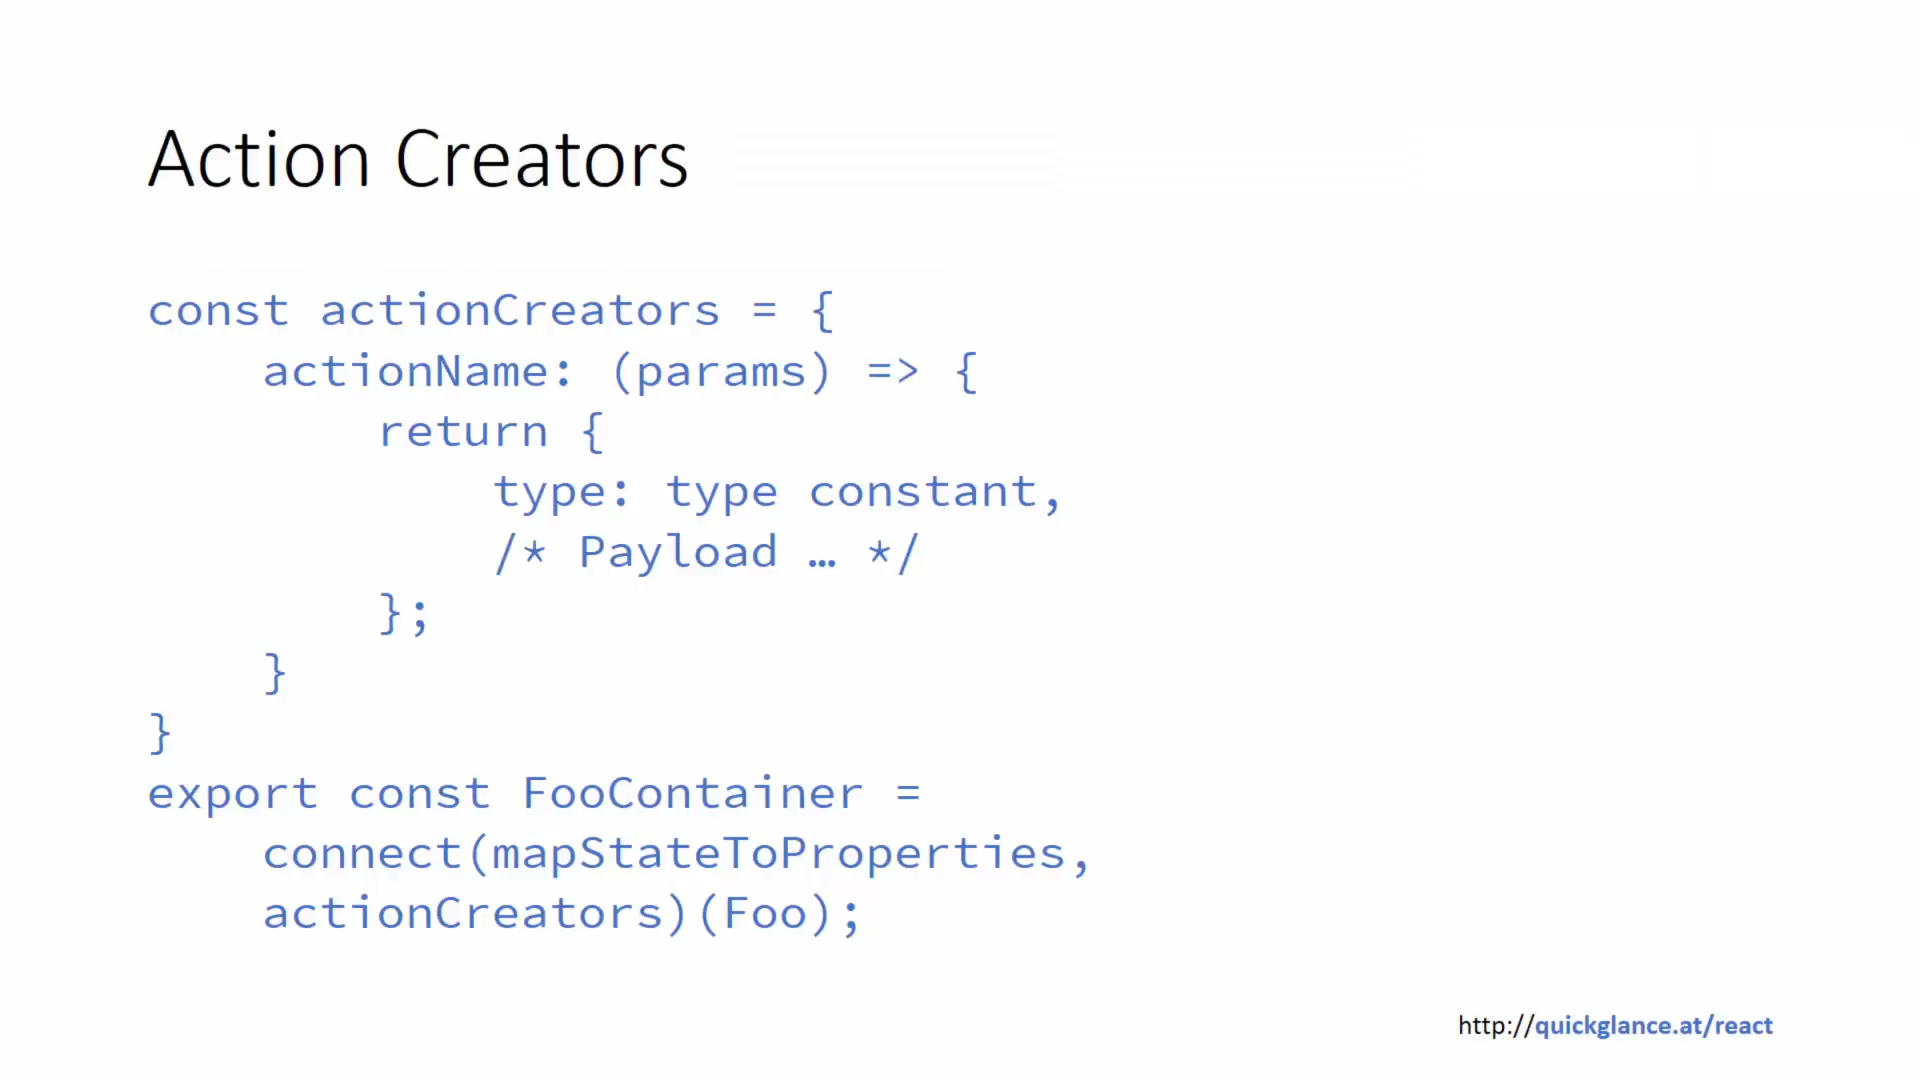 Action Creators
const actionCreators = {
    actionName: (params) => {
        return {
            type: type constant,
            /* Payload … */
        };
    }
}
export const FooContainer =
    connect(mapStateToProperties,
    actionCreators)(Foo);
http://quickglance.at/react